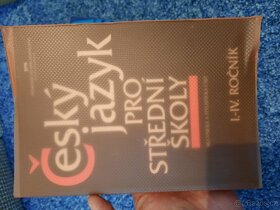 Český
jazyk
PRO
STŘEDNÍ
ŠKOLY
I.-IV. ROČNÍK